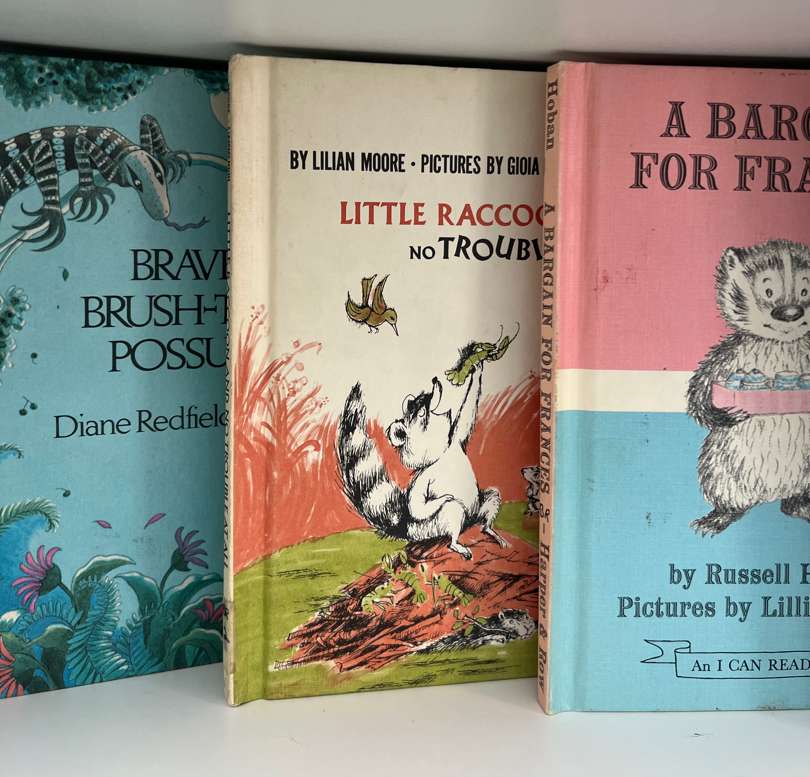 BRAVE
BRUSH-T
POSSU
Diane Redfield
BY LILIAN MOORE • PICTURES BY GIOIA
LITTLE RACCOO
NO TROUBL
Hoban A BARGAIN FOR FRANCES & Harper & Row
A BARG
FOR FRA
by Russell H
Pictures by Lilli
An I CAN READ